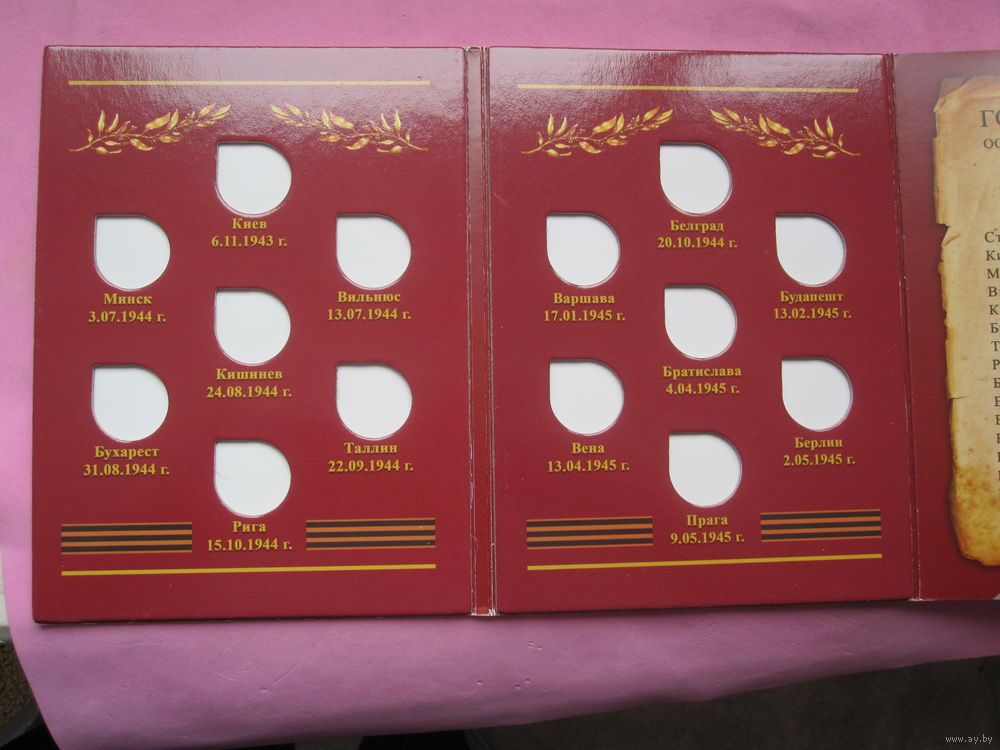 Киев
6.11.1943 г.
Минск
3.07.1944 г.
Вильнюс
13.07.1944 г.
Кишинев
24.08.1944 г.
Бухарест
31.08.1944 г.
Таллин
22.09.1944 г.
Рига
15.10.1944 г.
Белград
20.10.1944 г.
Варшава
17.01.1945 г.
Будапешт
13.02.1945 г.
Братислава
4.04.1945 г.
Вена
13.04.1945 г.
Берлин
2.05.1945 г.
Прага
9.05.1945 г.
www.ay.by